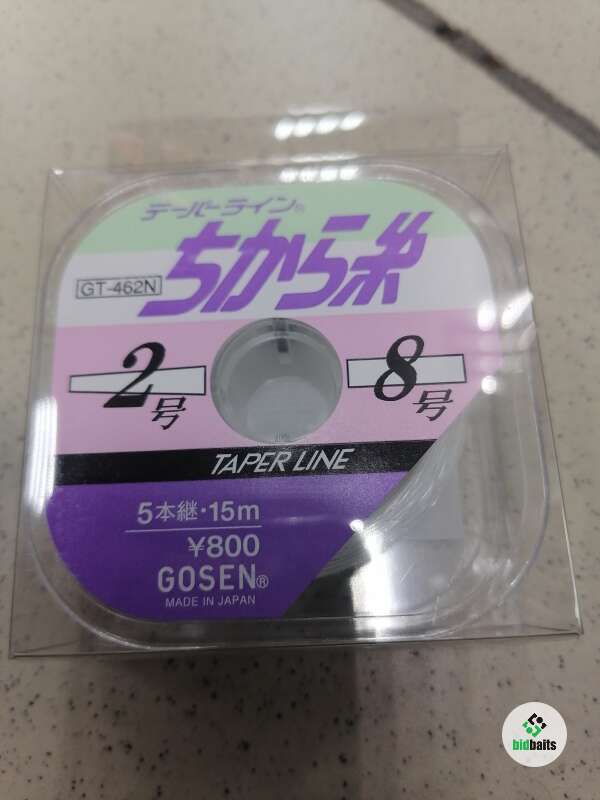 テーパーライン®
ちから糸
GT-462N
2号
8号
TAPER LINE
5本継・15m
¥800
GOSEN®
MADE IN JAPAN
bidbaits